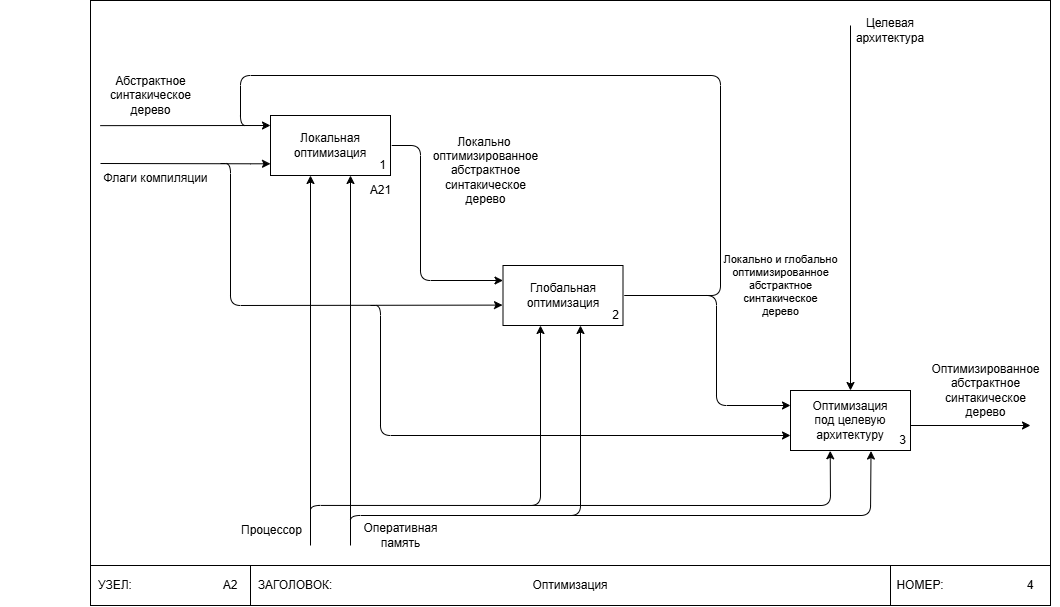 Целевая
архитектура
Абстрактное
синтакическое
дерево
Локальная
оптимизация
1
A21
Флаги компиляции
Локально
оптимизированное
абстрактное
синтакическое
дерево
Глобальная
оптимизация
2
Локально и глобально
оптимизированное
абстрактное
синтакическое
дерево
Оптимизация
под целевую
архитектуру
3
Оптимизированное
абстрактное
синтакическое
дерево
Процессор
Оперативная
память
УЗЕЛ: A2
ЗАГОЛОВОК: Оптимизация
НОМЕР: 4